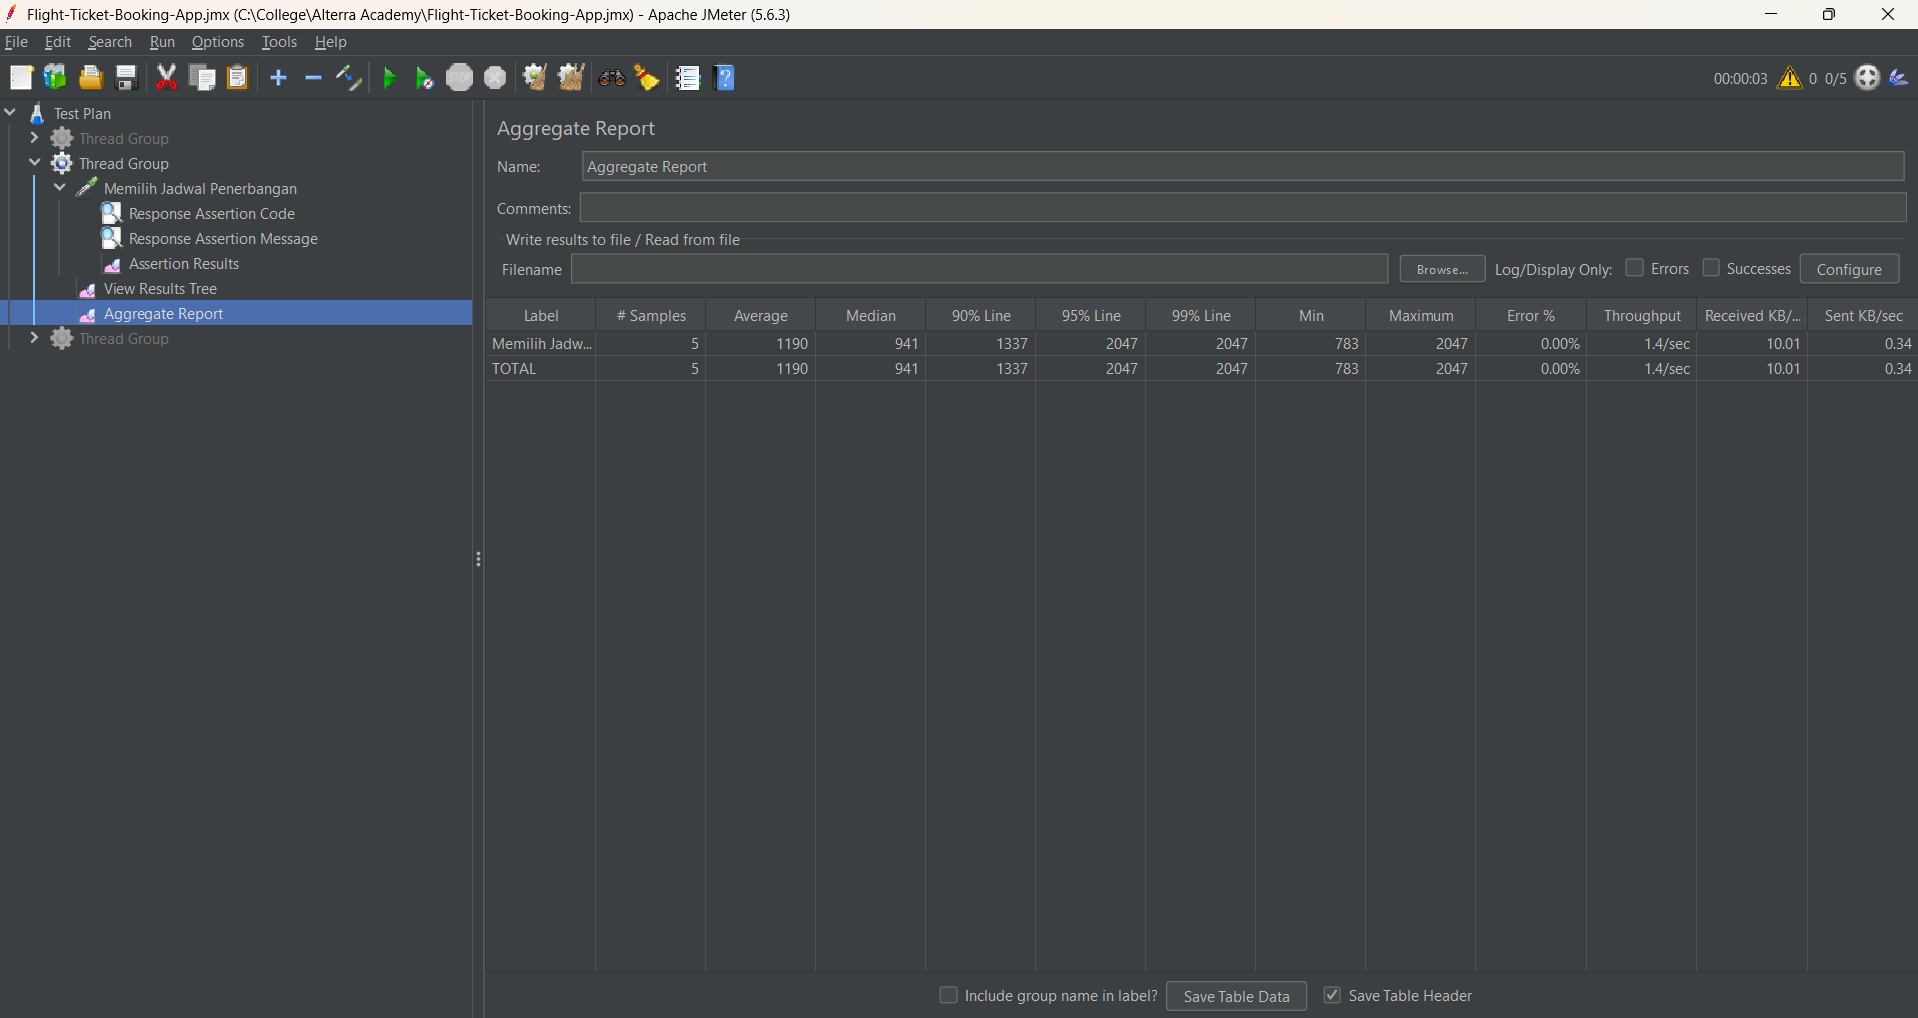 Flight-Ticket-Booking-App.jmx (C:\College\Alterra Academy\Flight-Ticket-Booking-App.jmx) - Apache JMeter (5.6.3)
File Edit Search Run Options Tools Help
STOP
00:00:03 0 0/5
Test Plan
Thread Group
Thread Group
Memilih Jadwal Penerbangan
Response Assertion Code
Response Assertion Message
Assertion Results
View Results Tree
Aggregate Report
Thread Group
Aggregate Report
Name: Aggregate Report
Comments:
Write results to file / Read from file
Filename Browse... Log/Display Only: Errors Successes Configure
Label # Samples Average Median 90% Line 95% Line 99% Line Min Maximum Error % Throughput Received KB/... Sent KB/sec
Memilih Jadw... 5 1190 941 1337 2047 2047 783 2047 0.00% 1.4/sec 10.01 0.34
TOTAL 5 1190 941 1337 2047 2047 783 2047 0.00% 1.4/sec 10.01 0.34
Include group name in label? Save Table Data Save Table Header